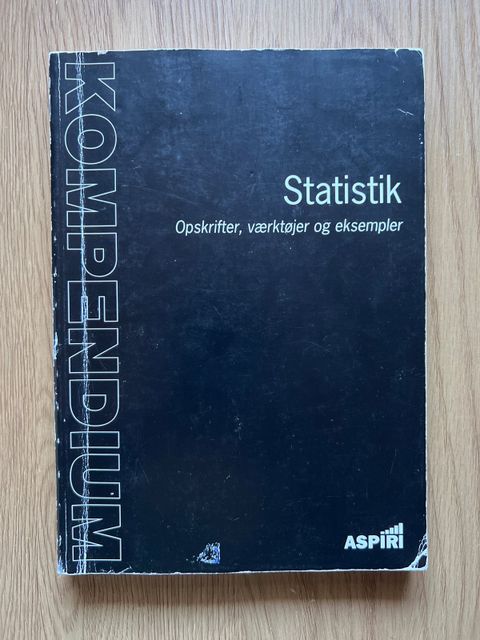 KOMPENDIUM
Statistik
Opskrifter, værktøjer og eksempler
ASPIRI